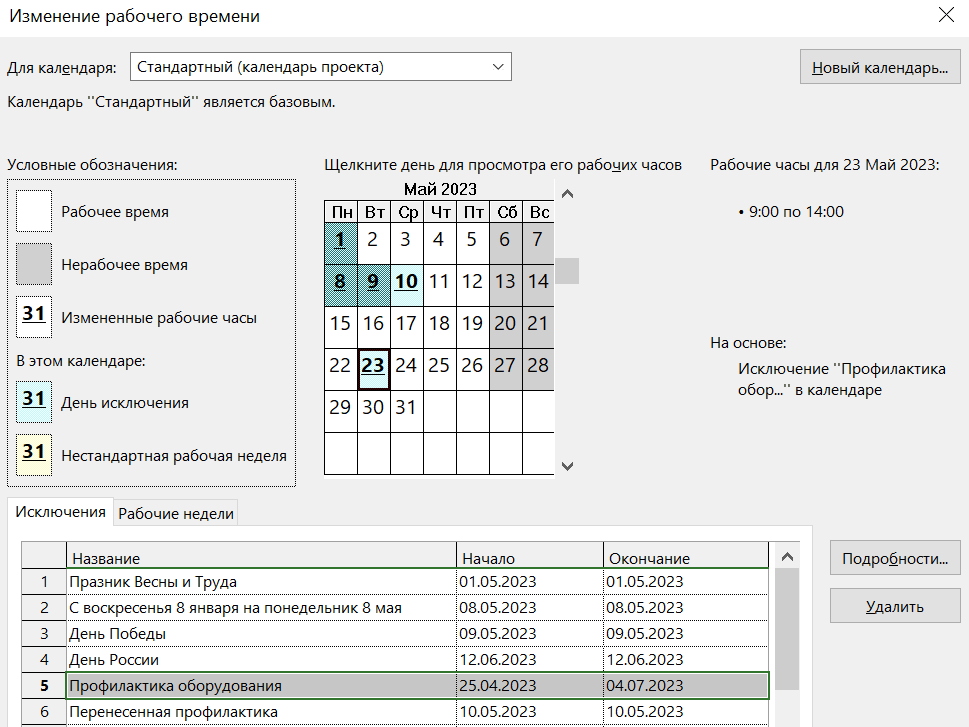 Изменение рабочего времени
Для календаря: Стандартный (календарь проекта) Новый календарь...
Календарь "Стандартный" является базовым.
Условные обозначения:
Рабочее время
Нерабочее время
31 Измененные рабочие часы
В этом календаре:
31 День исключения
31 Нестандартная рабочая неделя
Щелкните день для просмотра его рабочих часов
Май 2023
Пн Вт Ср Чт Пт Сб Вс
1 2 3 4 5 6 7
8 9 10 11 12 13 14
15 16 17 18 19 20 21
22 23 24 25 26 27 28
29 30 31
Рабочие часы для 23 Май 2023:
• 9:00 по 14:00
На основе:
Исключение "Профилактика
обор..." в календаре
Исключения Рабочие недели
Название Начало Окончание
1 Празник Весны и Труда 01.05.2023 01.05.2023
2 С воскресенья 8 января на понедельник 8 мая 08.05.2023 08.05.2023
3 День Победы 09.05.2023 09.05.2023
4 День России 12.06.2023 12.06.2023
5 Профилактика оборудования 25.04.2023 04.07.2023
6 Перенесенная профилактика 10.05.2023 10.05.2023
Подробности...
Удалить